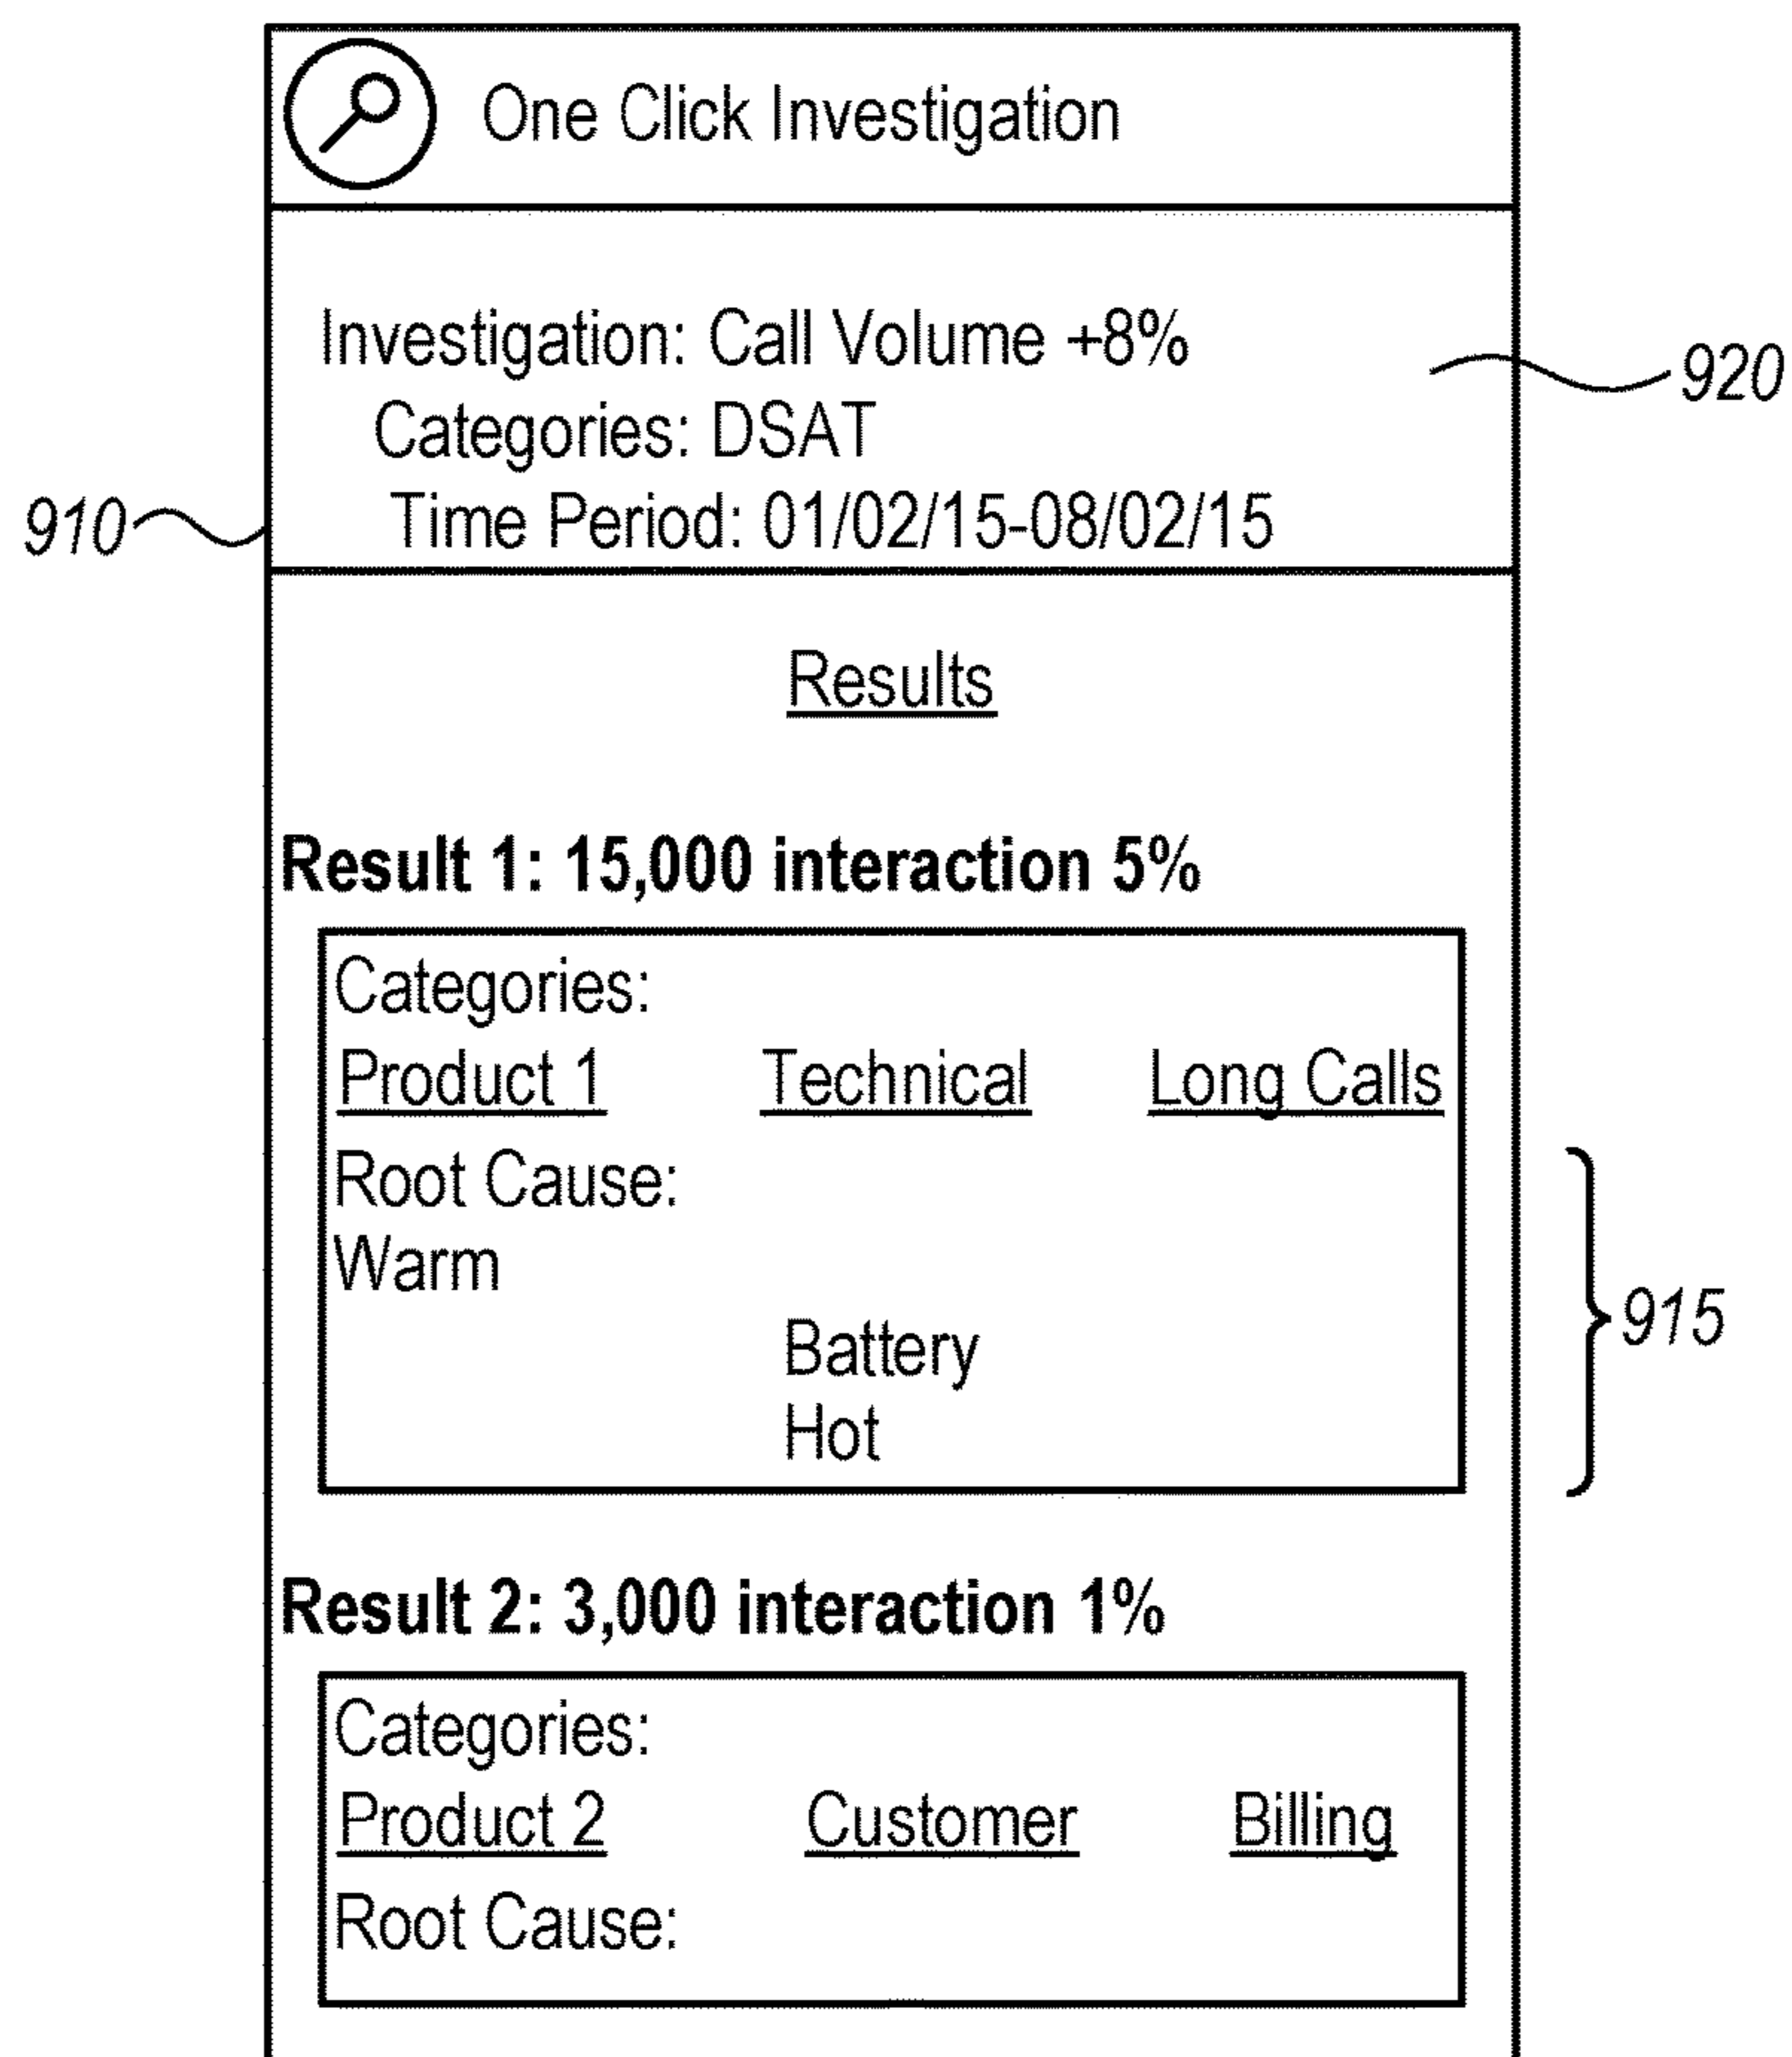 One Click Investigation
Investigation: Call Volume +8%
920
Categories: DSAT
910
Time Period: 01/02/15-08/02/15
Results
Result 1: 15,000 interaction 5%
Categories:
Product 1 Technical Long Calls
Root Cause:
Warm
915
Battery
Hot
Result 2: 3,000 interaction 1%
Categories:
Product 2 Customer Billing
Root Cause: